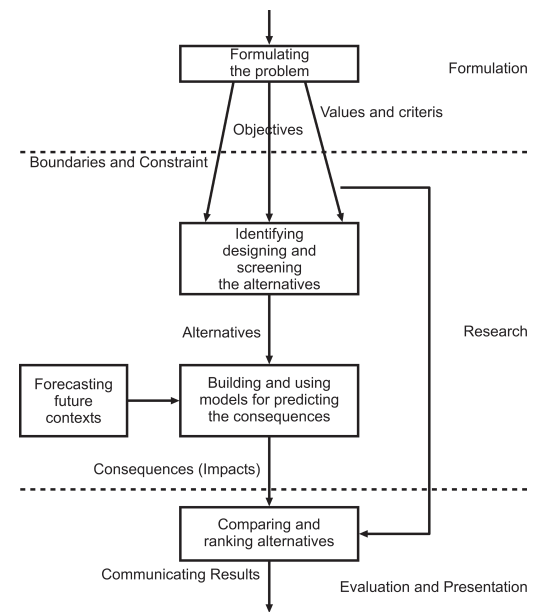 Formulating
the problem
Formulation
Values and criteris
Objectives
Boundaries and Constraint
Identifying
designing and
screening
the alternatives
Alternatives
Research
Forecasting
future
contexts
Building and using
models for predicting
the consequences
Consequences (Impacts)
Comparing and
ranking alternatives
Communicating Results
Evaluation and Presentation